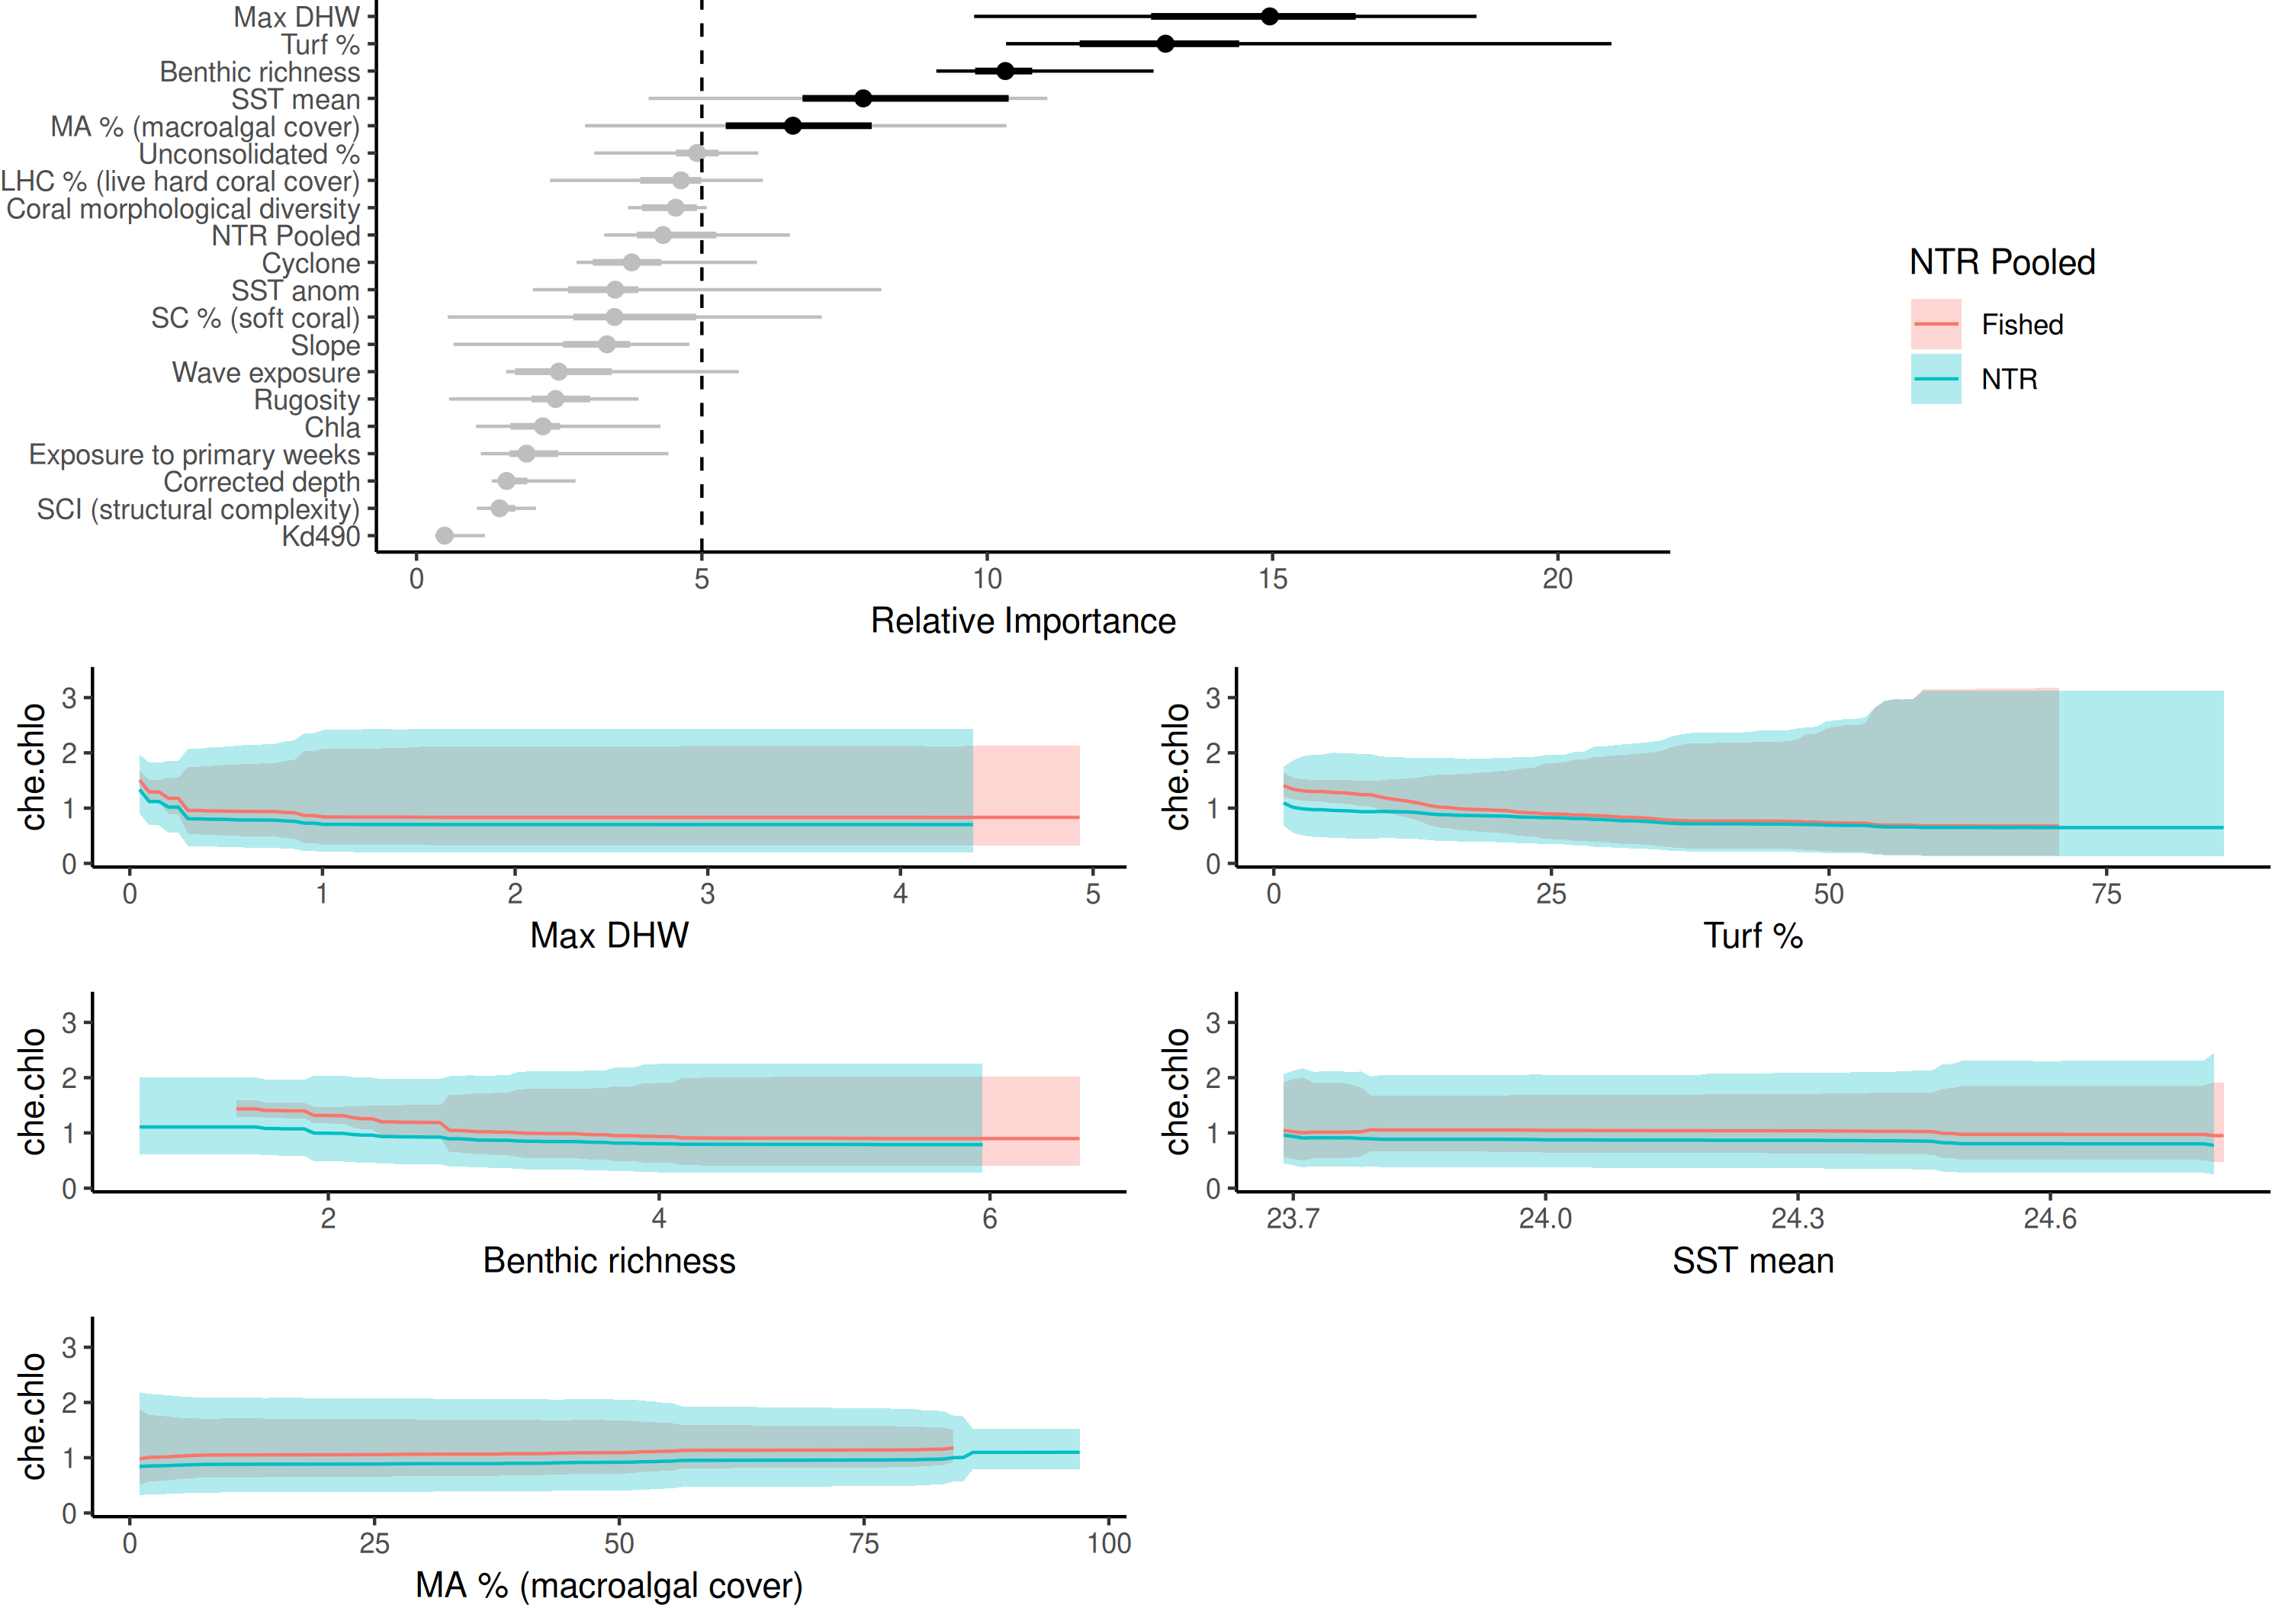 Max DHW
Turf %
Benthic richness
SST mean
MA % (macroalgal cover)
Unconsolidated %
LHC % (live hard coral cover)
Coral morphological diversity
NTR Pooled
Cyclone
SST anom
SC % (soft coral)
Slope
Wave exposure
Rugosity
Chla
Exposure to primary weeks
Corrected depth
SCI (structural complexity)
Kd490
0 5 10 15 20
Relative Importance
NTR Pooled
Fished
NTR
che.chlo
3
2
1
0
0 1 2 3 4 5
Max DHW
che.chlo
3
2
1
0
0 25 50 75
Turf %
che.chlo
3
2
1
0
2 4 6
Benthic richness
che.chlo
3
2
1
0
23.7 24.0 24.3 24.6
SST mean
che.chlo
3
2
1
0
0 25 50 75 100
MA % (macroalgal cover)